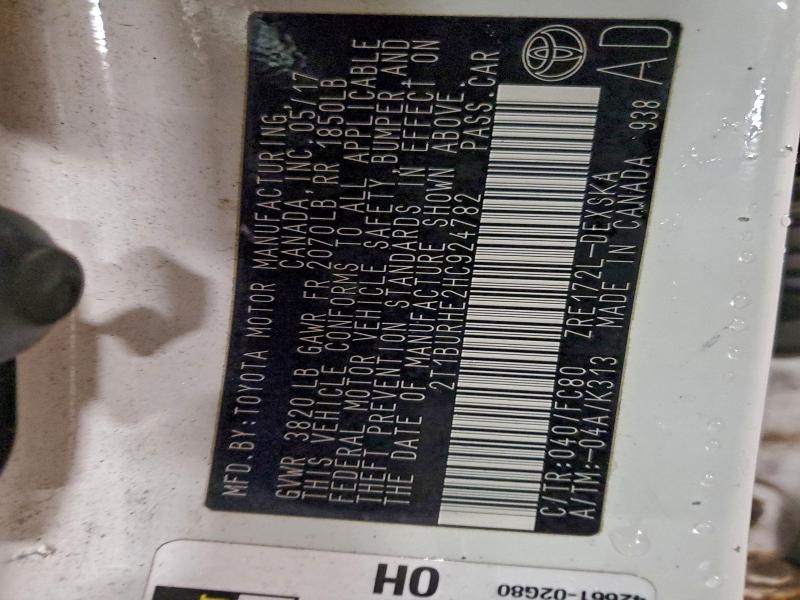 MFD.BY:TOYOTA MOTOR MANUFACTURING,
CANADA, INC. 05/17
GVWR 3820 LB GAWR FR 2070LB, RR 1850LB
THIS VEHICLE CONFORMS TO ALL APPLICABLE
FEDERAL MOTOR VEHICLE SAFETY, BUMPER, AND
THEFT PREVENTION STANDARDS IN EFFECT ON
THE DATE OF MANUFACTURE SHOWN ABOVE.
2T1BURHE2HC924782 PASS.CAR
C/TR:040/FC80 ZRE172L-DEXSKA
A/TM:-04A/K313 MADE IN CANADA 938
AD
OH
42661-02G80